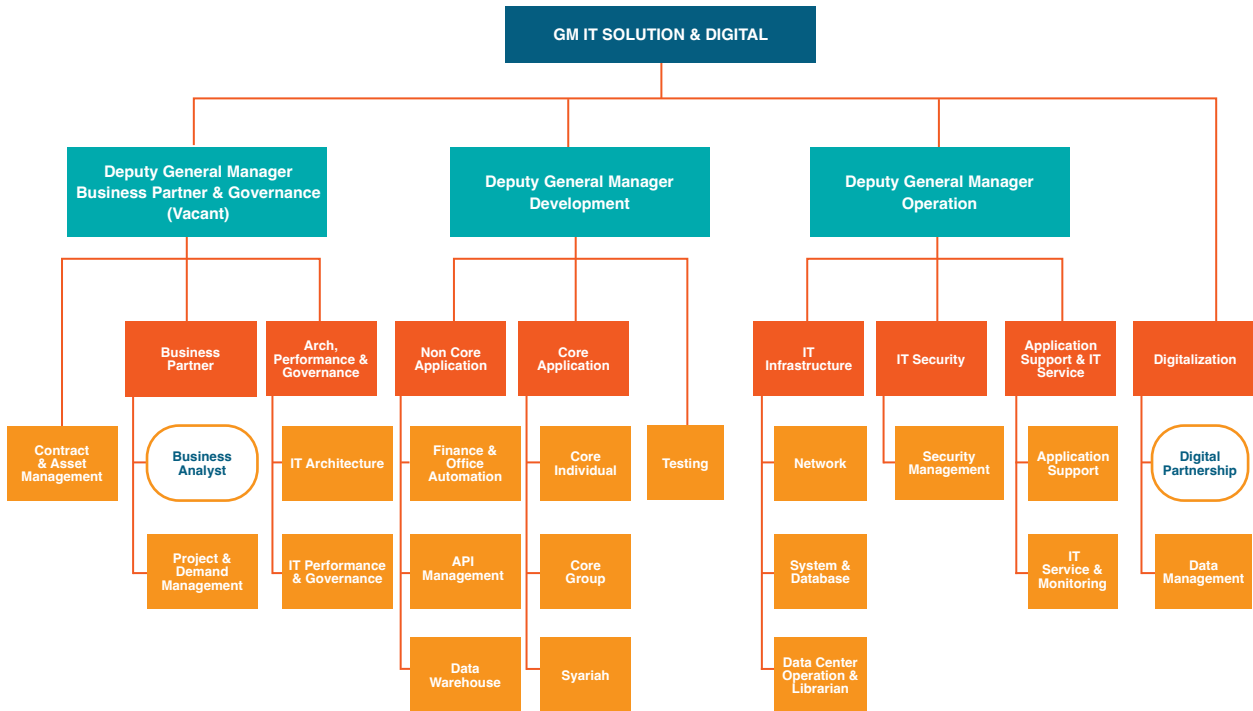 GM IT SOLUTION & DIGITAL
Deputy General Manager
Business Partner & Governance
(Vacant)
Deputy General Manager
Development
Deputy General Manager
Operation
Business
Partner
Arch,
Performance &
Governance
Non Core
Application
Core
Application
IT
Infrastructure
IT Security
Application
Support & IT
Service
Digitalization
Contract
& Asset
Management
Business
Analyst
IT Architecture
Finance &
Office
Automation
Core
Individual
Testing
Network
Security
Management
Application
Support
Digital
Partnership
Project &
Demand
Management
IT Performance
& Governance
API
Management
Core
Group
System &
Database
IT
Service &
Monitoring
Data
Management
Data
Warehouse
Syariah
Data Center
Operation &
Librarian